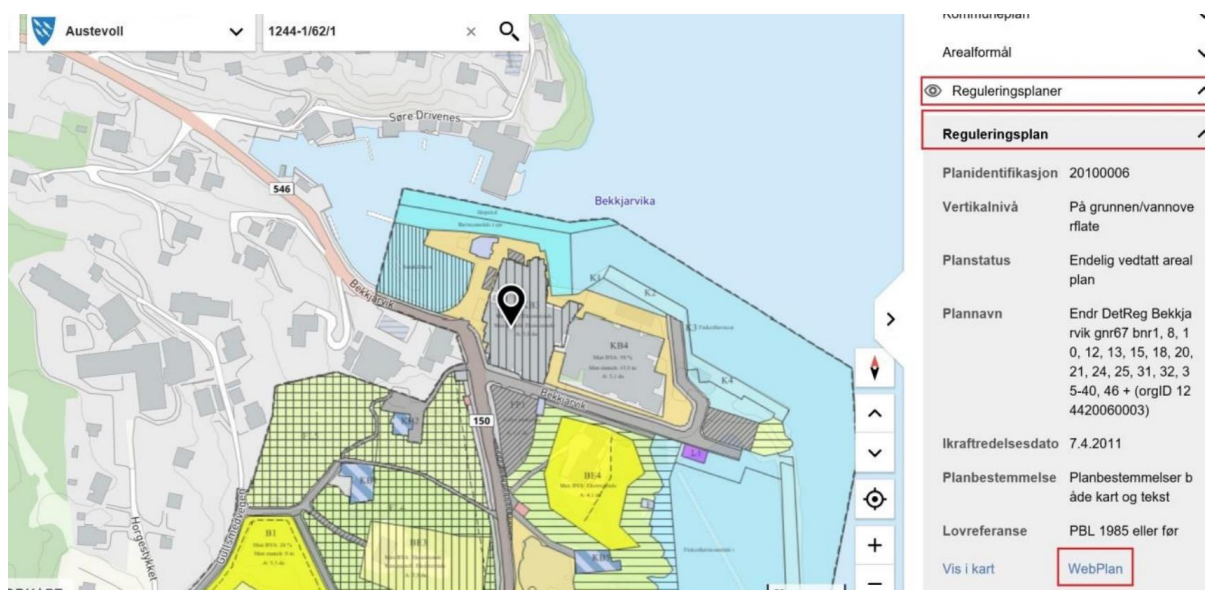 Austevoll
1244-1/62/1
×
Kommuneplan
Arealformål
Reguleringsplaner
Reguleringsplan
Planidentifikasjon 20100006
Vertikalnivå På grunnen/vannove
rflate
Planstatus Endelig vedtatt areal
plan
Plannavn Endr DetReg Bekkja
rvik gnr67 bnr1, 8, 1
0, 12, 13, 15, 18, 20,
21, 24, 25, 31, 32, 3
5-40, 46 + (orgID 12
4420060003)
Ikraftredelsesdato 7.4.2011
Planbestemmelse Planbestemmelser b
åde kart og tekst
Lovreferanse PBL 1985 eller før
Vis i kart WebPlan
Søre Drivenes
546
Bekkjarvika
Bekkjarvik
K1
K2
K3
KB4
K4
Bekkjarvik
150
BE4
B1
BE3
KB5
Gullsmedvegen
Horgestykket
+
−